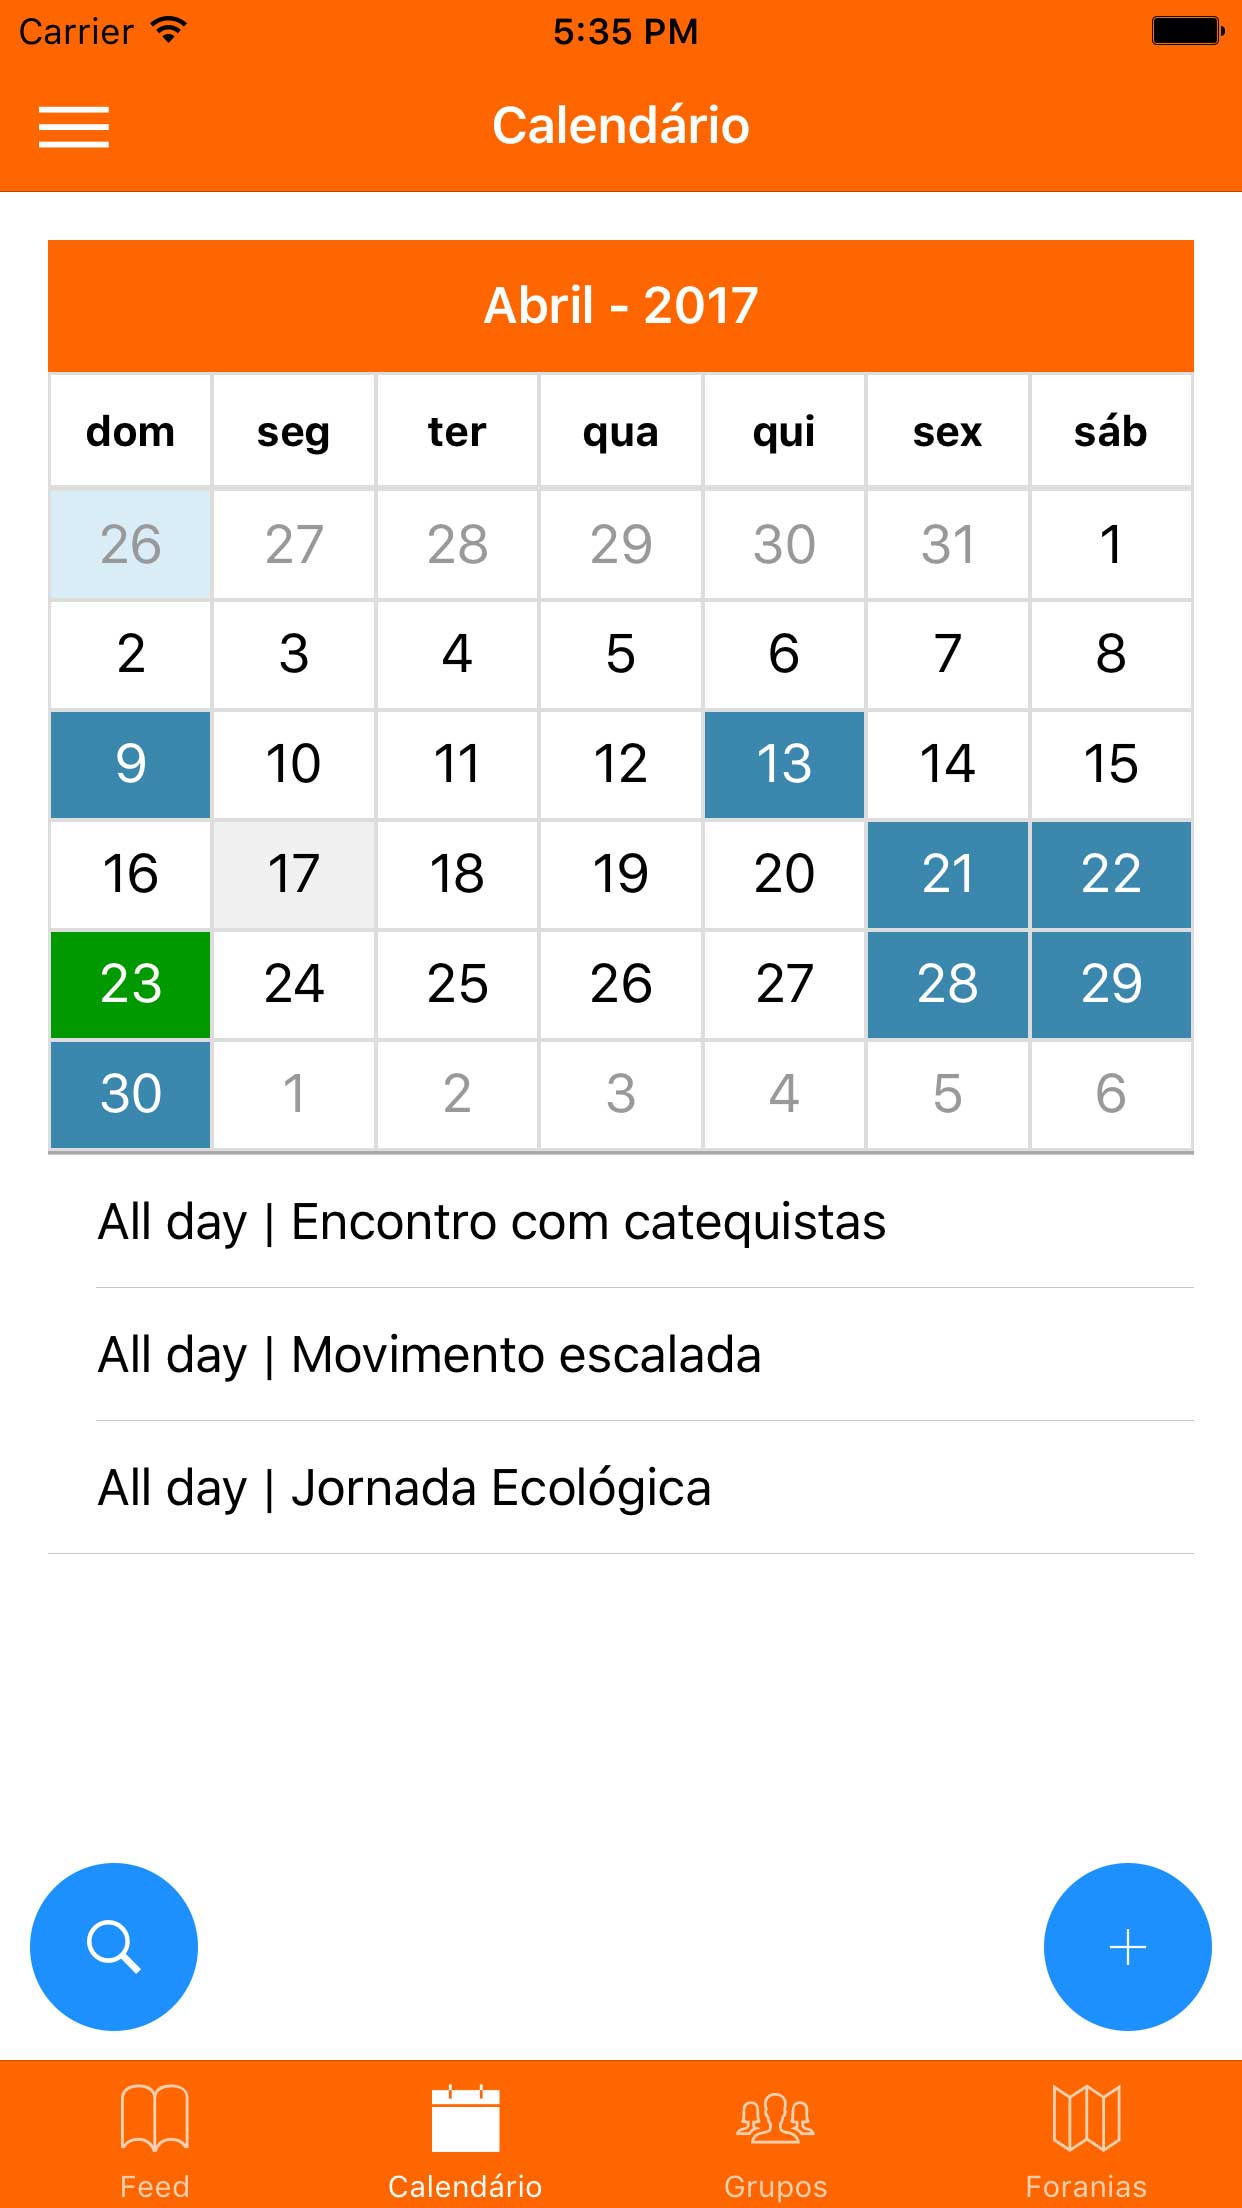 Carrier 5:35 PM
Calendário
Abril - 2017
dom seg ter qua qui sex sáb
26 27 28 29 30 31 1
2 3 4 5 6 7 8
9 10 11 12 13 14 15
16 17 18 19 20 21 22
23 24 25 26 27 28 29
30 1 2 3 4 5 6
All day | Encontro com catequistas
All day | Movimento escalada
All day | Jornada Ecológica
Feed Calendário Grupos Foranias